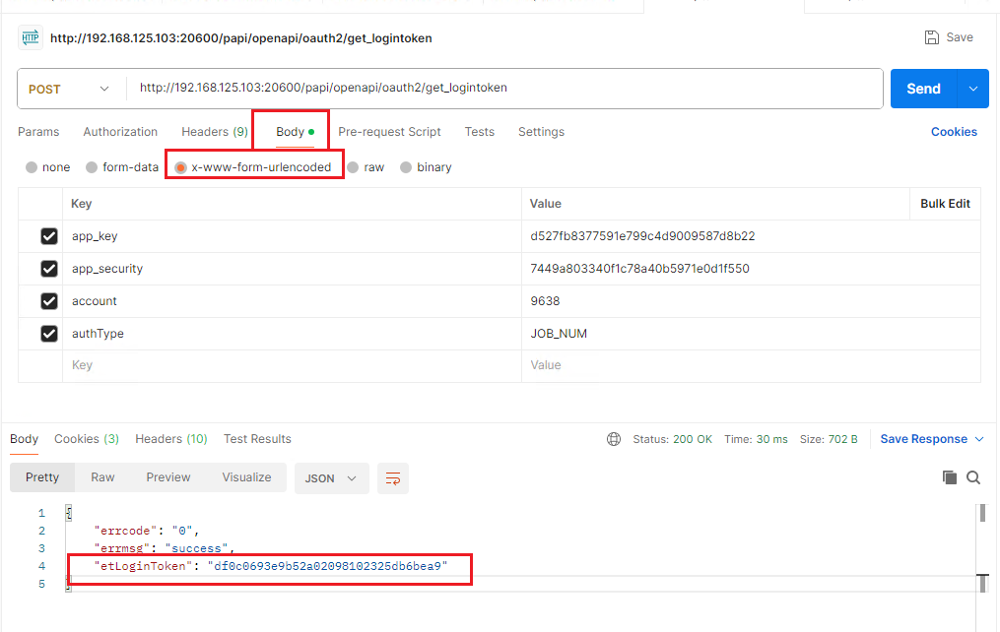 HTTP http://192.168.125.103:20600/papi/openapi/oauth2/get_logintoken Save
POST http://192.168.125.103:20600/papi/openapi/oauth2/get_logintoken Send
Params Authorization Headers (9) Body Pre-request Script Tests Settings Cookies
none form-data x-www-form-urlencoded raw binary
Key Value Bulk Edit
app_key d527fb8377591e799c4d9009587d8b22
app_security 7449a803340f1c78a40b5971e0d1f550
account 9638
authType JOB_NUM
Key Value
Body Cookies (3) Headers (10) Test Results Status: 200 OK Time: 30 ms Size: 702 B Save Response
Pretty Raw Preview Visualize JSON
1 {
2 "errcode": "0",
3 "errmsg": "success",
4 "etLoginToken": "df0c0693e9b52a02098102325db6bea9"
5 }